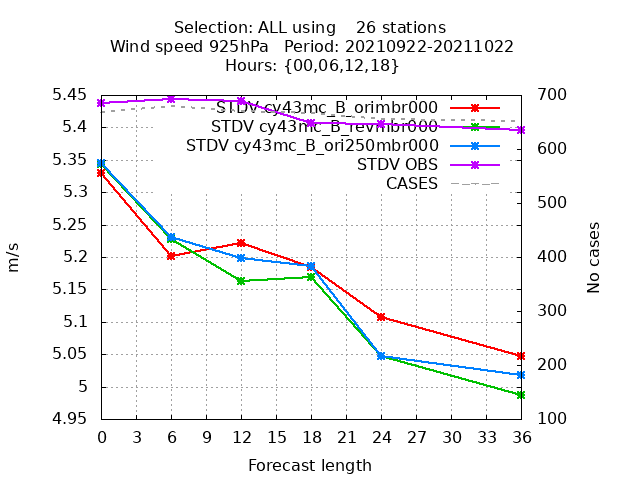 Selection: ALL using    26 stations
Wind speed 925hPa   Period: 20210922-20211022
Hours: {00,06,12,18}
5.45
5.4
5.35
5.3
5.25
5.2
5.15
5.1
5.05
5
4.95
m/s
STDV cy43mc_B_orimbr000
STDV cy43mc_B_revmbr000
STDV cy43mc_B_ori250mbr000
STDV OBS
CASES
700
600
500
400
300
200
100
No cases
0 3 6 9 12 15 18 21 24 27 30 33 36
Forecast length